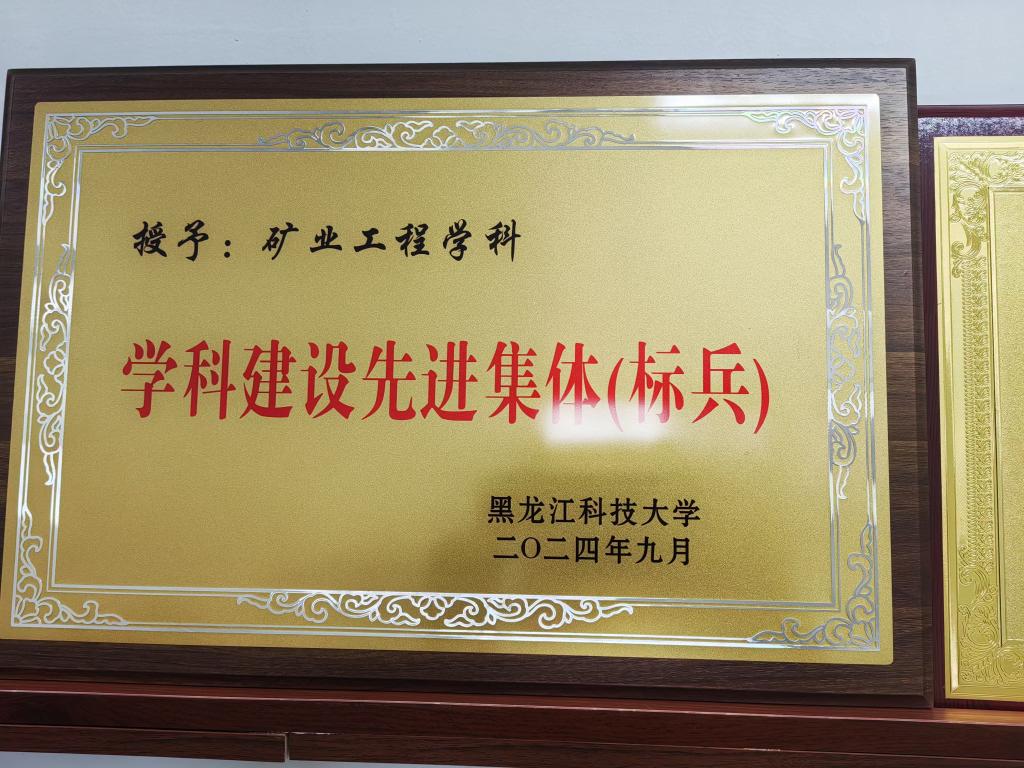 授予：矿业工程学科
学科建设先进集体(标兵)
黑龙江科技大学
二〇二四年九月